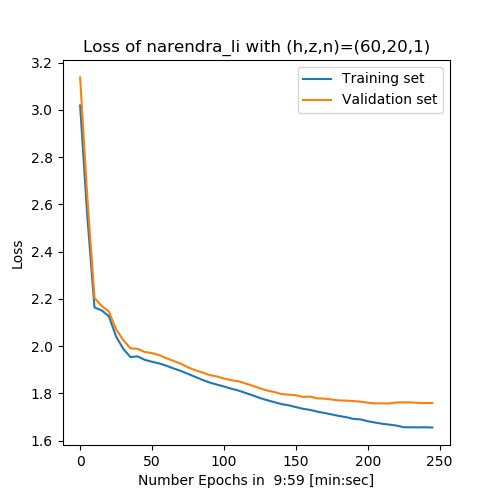 Loss of narendra_li with (h,z,n)=(60,20,1)
Training set
Validation set
3.2
3.0
2.8
2.6
2.4
2.2
2.0
1.8
1.6
Loss
0 50 100 150 200 250
Number Epochs in  9:59 [min:sec]